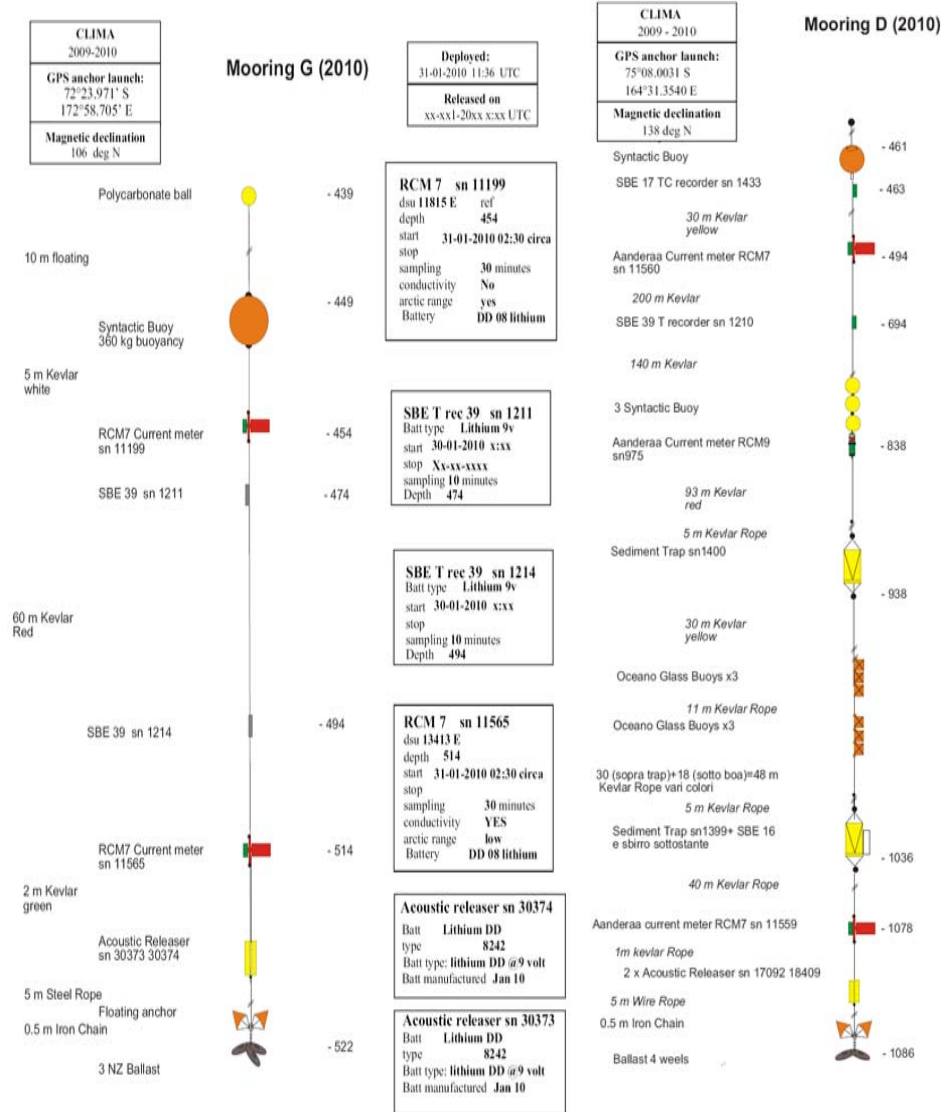 CLIMA
2009-2010
GPS anchor launch:
72°23.971' S
172°58.705' E
Magnetic declination
106 deg N
Mooring G (2010)
Deployed:
31-01-2010 11:36 UTC
Released on
xx-xx1-20xx x:xx UTC
Polycarbonate ball
- 439
10 m floating
- 449
Syntactic Buoy
360 kg buoyancy
5 m Kevlar
white
RCM7 Current meter
sn 11199
- 454
SBE 39 sn 1211
- 474
60 m Kevlar
Red
SBE 39 sn 1214
- 494
RCM7 Current meter
sn 11565
- 514
2 m Kevlar
green
Acoustic Releaser
sn 30373 30374
5 m Steel Rope
Floating anchor
0.5 m Iron Chain
- 522
3 NZ Ballast
RCM 7 sn 11199
dsu 11815 E ref
depth 454
start 31-01-2010 02:30 circa
stop
sampling 30 minutes
conductivity No
arctic range yes
Battery DD 08 lithium
SBE T rec 39 sn 1211
Batt type Lithium 9v
start 30-01-2010 x:xx
stop Xx-xx-xxxx
sampling 10 minutes
Depth 474
SBE T rec 39 sn 1214
Batt type Lithium 9v
start 30-01-2010 x:xx
stop
sampling 10 minutes
Depth 494
RCM 7 sn 11565
dsu 13413 E
depth 514
start 31-01-2010 02:30 circa
stop
sampling 30 minutes
conductivity YES
arctic range low
Battery DD 08 lithium
Acoustic releaser sn 30374
Batt Lithium DD
type 8242
Batt type: lithium DD @9 volt
Batt manufactured Jan 10
Acoustic releaser sn 30373
Batt Lithium DD
type 8242
Batt type: lithium DD @9 volt
Batt manufactured Jan 10
CLIMA
2009 - 2010
GPS anchor launch:
75°08.0031 S
164°31.3540 E
Magnetic declination
138 deg N
Mooring D (2010)
Syntactic Buoy
- 461
SBE 17 TC recorder sn 1433
- 463
30 m Kevlar
yellow
Aanderaa Current meter RCM7
sn 11560
- 494
200 m Kevlar
SBE 39 T recorder sn 1210
- 694
140 m Kevlar
3 Syntactic Buoy
Aanderaa Current meter RCM9
sn975
- 838
93 m Kevlar
red
5 m Kevlar Rope
Sediment Trap sn1400
- 938
30 m Kevlar
yellow
Oceano Glass Buoys x3
11 m Kevlar Rope
Oceano Glass Buoys x3
30 (sopra trap)+18 (sotto boa)=48 m
Kevlar Rope vari colori
5 m Kevlar Rope
Sediment Trap sn1399+ SBE 16
e sbirro sottostante
- 1036
40 m Kevlar Rope
Aanderaa current meter RCM7 sn 11559
- 1078
1m kevlar Rope
2 x Acoustic Releaser sn 17092 18409
5 m Wire Rope
0.5 m Iron Chain
Ballast 4 weels
- 1086